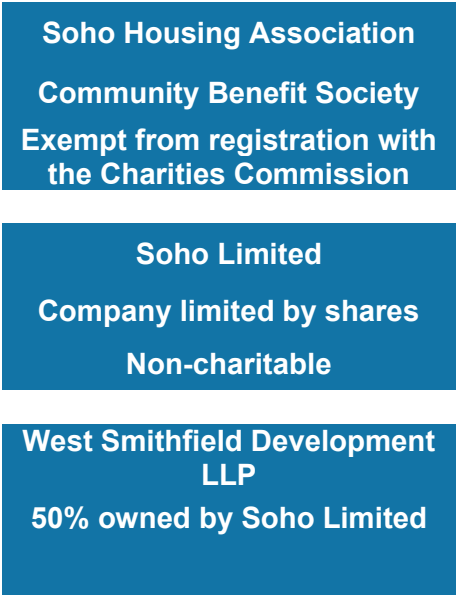 Soho Housing Association
Community Benefit Society
Exempt from registration with
the Charities Commission
Soho Limited
Company limited by shares
Non-charitable
West Smithfield Development
LLP
50% owned by Soho Limited